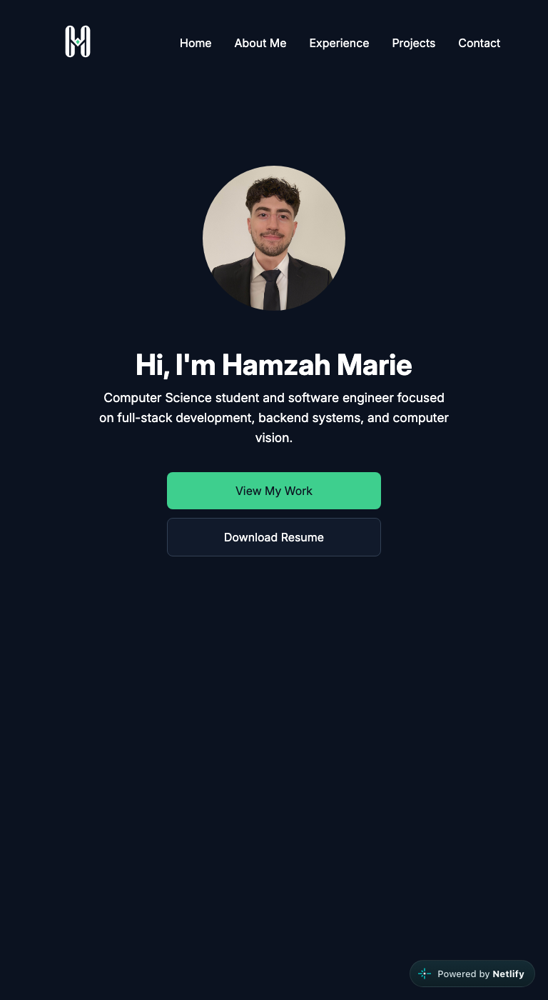 H
Home About Me Experience Projects Contact
Hi, I'm Hamzah Marie
Computer Science student and software engineer focused
on full-stack development, backend systems, and computer
vision.
View My Work
Download Resume
Powered by Netlify